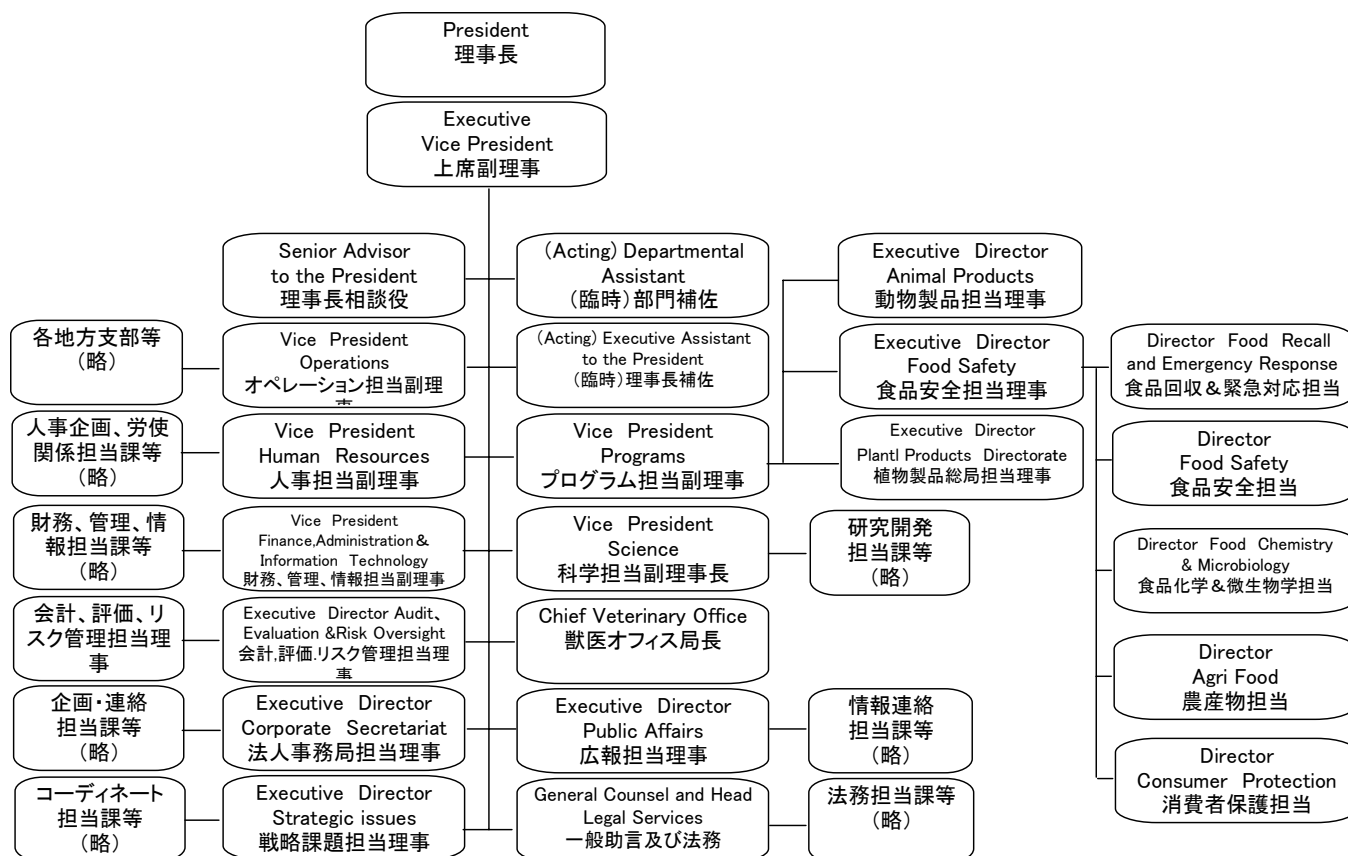 President
理事長
Executive
Vice President
上席副理事
Senior Advisor
to the President
理事長相談役
(Acting) Departmental
Assistant
(臨時)部門補佐
Executive Director
Animal Products
動物製品担当理事
各地方支部等
(略)
Vice President
Operations
オペレーション担当副理
事
(Acting) Executive Assistant
to the President
(臨時)理事長補佐
Executive Director
Food Safety
食品安全担当理事
Director Food Recall
and Emergency Response
食品回収&緊急対応担当
人事企画、労使
関係担当課等
(略)
Vice President
Human Resources
人事担当副理事
Vice President
Programs
プログラム担当副理事
Executive Director
Plantl Products Directorate
植物製品総局担当理事
Director
Food Safety
食品安全担当
財務、管理、情
報担当課等
(略)
Vice President
Finance,Administration&
Information Technology
財務、管理、情報担当副理事
Vice President
Science
科学担当副理事長
研究開発
担当課等
(略)
Director Food Chemistry
& Microbiology
食品化学&微生物学担当
会計、評価、リ
スク管理担当理
事
Executive Director Audit、
Evaluation &Risk Oversight
会計,評価.リスク管理担当理
事
Chief Veterinary Office
獣医オフィス局長
Director
Agri Food
農産物担当
企画・連絡
担当課等
(略)
Executive Director
Corporate Secretariat
法人事務局担当理事
Executive Director
Public Affairs
広報担当理事
情報連絡
担当課等
(略)
Director
Consumer Protection
消費者保護担当
コーディネート
担当課等
(略)
Executive Director
Strategic issues
戦略課題担当理事
General Counsel and Head
Legal Services
一般助言及び法務
法務担当課等
(略)